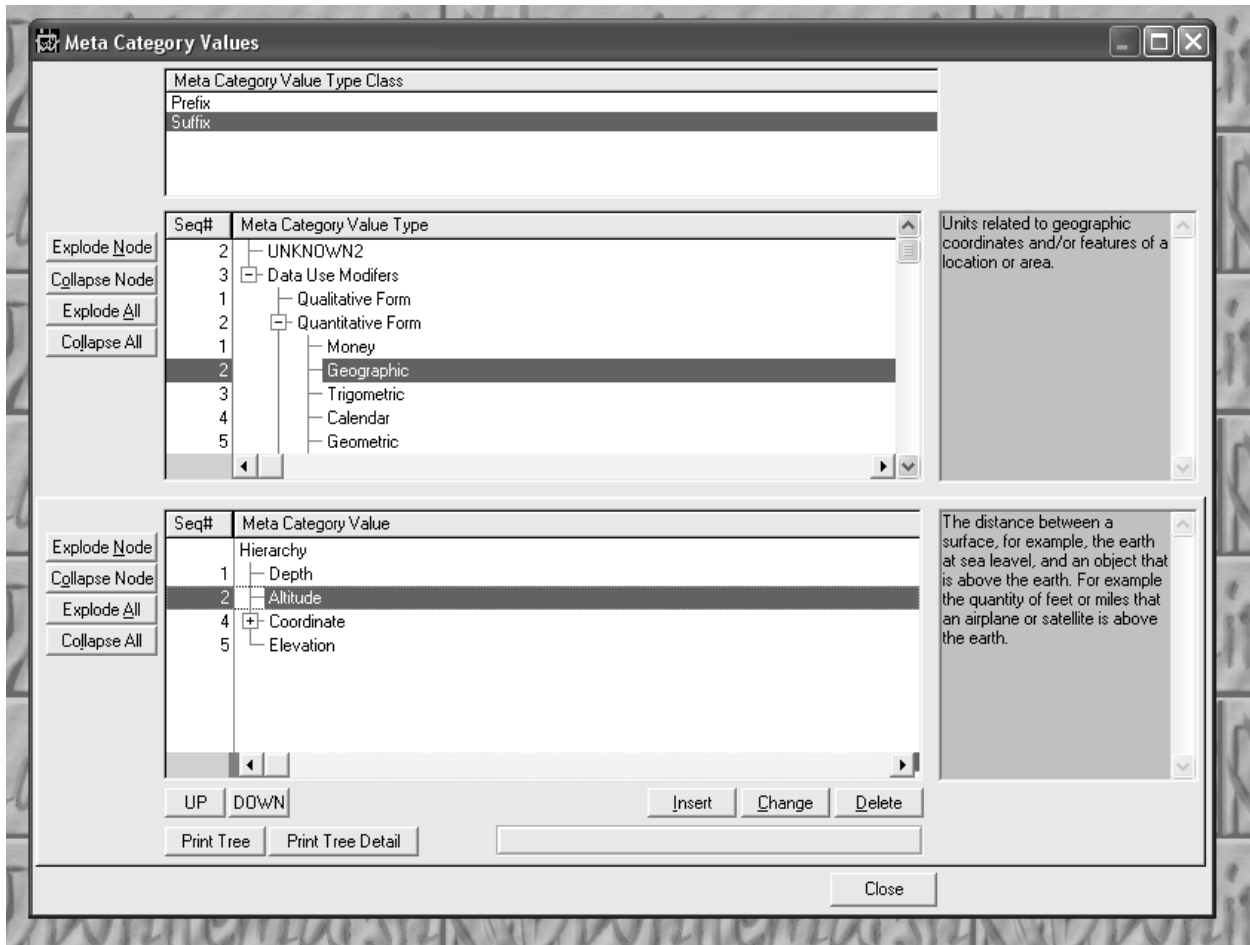 Meta Category Values
Meta Category Value Type Class
Prefix
Suffix
Explode Node
Collapse Node
Explode All
Collapse All
Seq# Meta Category Value Type
2 UNKNOWN2
3 Data Use Modifers
1 Qualitative Form
2 Quantitative Form
1 Money
2 Geographic
3 Trigometric
4 Calendar
5 Geometric
Units related to geographic
coordinates and/or features of a
location or area.
Explode Node
Collapse Node
Explode All
Collapse All
Seq# Meta Category Value
Hierarchy
1 Depth
2 Altitude
4 Coordinate
5 Elevation
The distance between a
surface, for example, the earth
at sea leavel, and an object that
is above the earth. For example
the quantity of feet or miles that
an airplane or satellite is above
the earth.
UP DOWN Insert Change Delete
Print Tree Print Tree Detail
Close